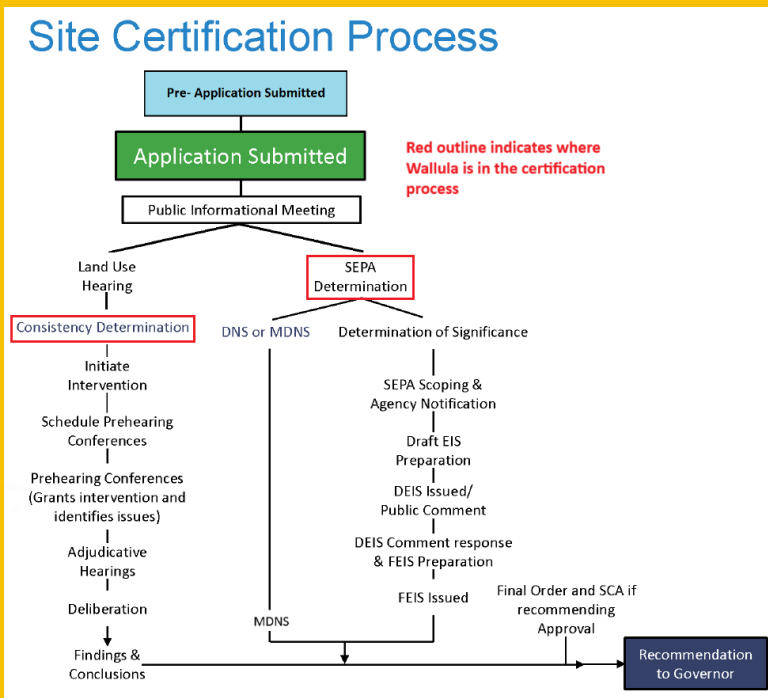 Site Certification Process
Pre- Application Submitted
Application Submitted
Red outline indicates where
Wallula is in the certification
process
Public Informational Meeting
Land Use
Hearing
Consistency Determination
Initiate
Intervention
Schedule Prehearing
Conferences
Prehearing Conferences
(Grants intervention and
identifies issues)
Adjudicative
Hearings
Deliberation
Findings &
Conclusions
SEPA
Determination
DNS or MDNS
MDNS
Determination of Significance
SEPA Scoping &
Agency Notification
Draft EIS
Preparation
DEIS Issued/
Public Comment
DEIS Comment response
& FEIS Preparation
FEIS Issued
Final Order and SCA if
recommending
Approval
Recommendation
to Governor